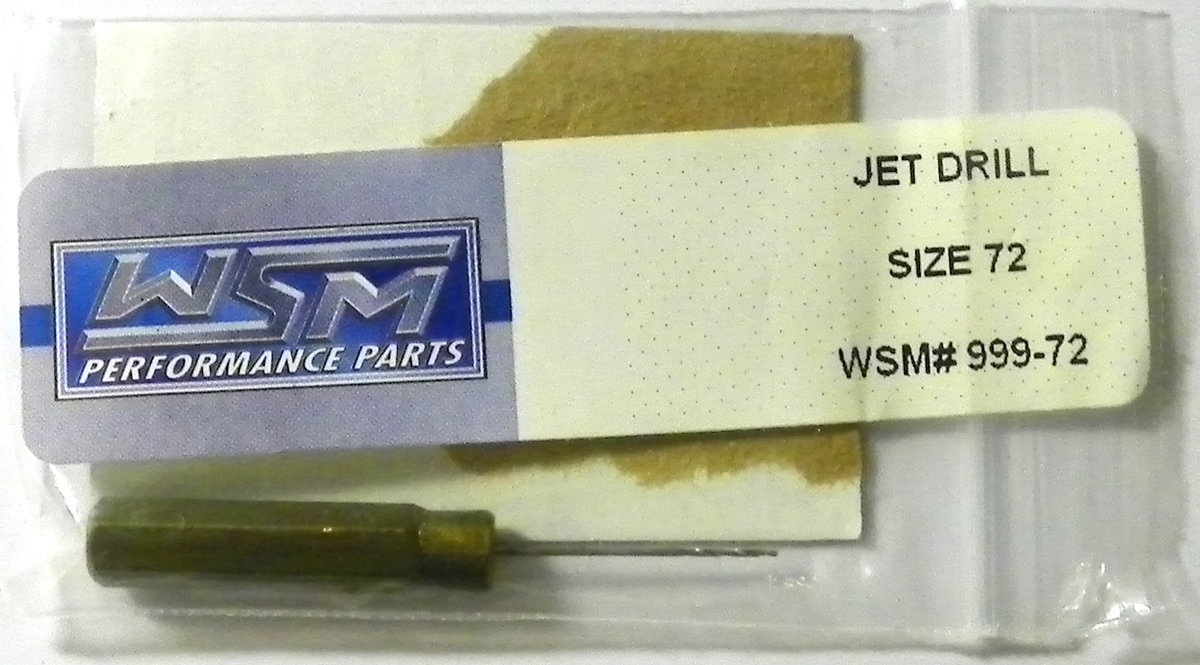 WSM
PERFORMANCE PARTS
JET DRILL
SIZE 72
WSM# 999-72